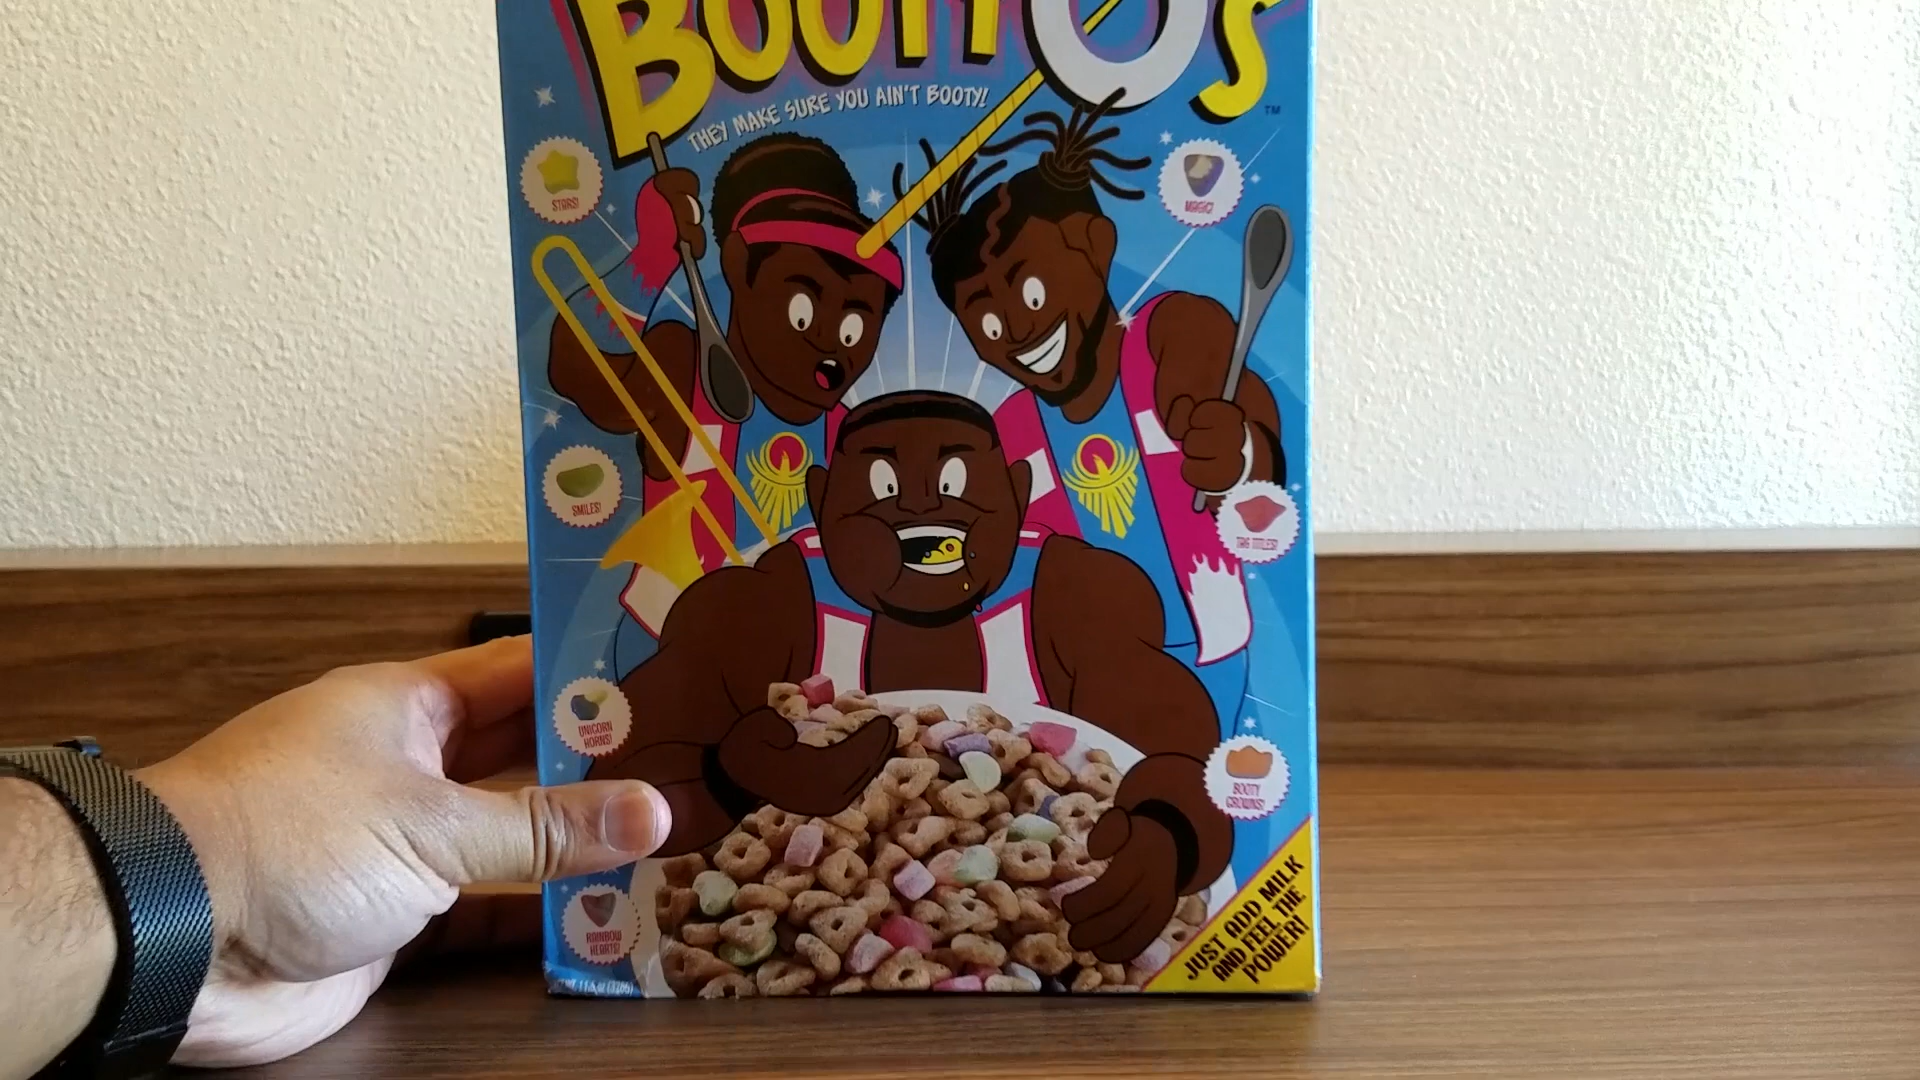 BOOTY O'S
TM
THEY MAKE SURE YOU AIN'T BOOTY!
STARS!
MAGIC!
SMILES!
TAG TITLES!
UNICORN
HORNS!
BOOTY
CROWNS!
RAINBOW
HEARTS!
JUST ADD MILK
AND FEEL THE
POWER!